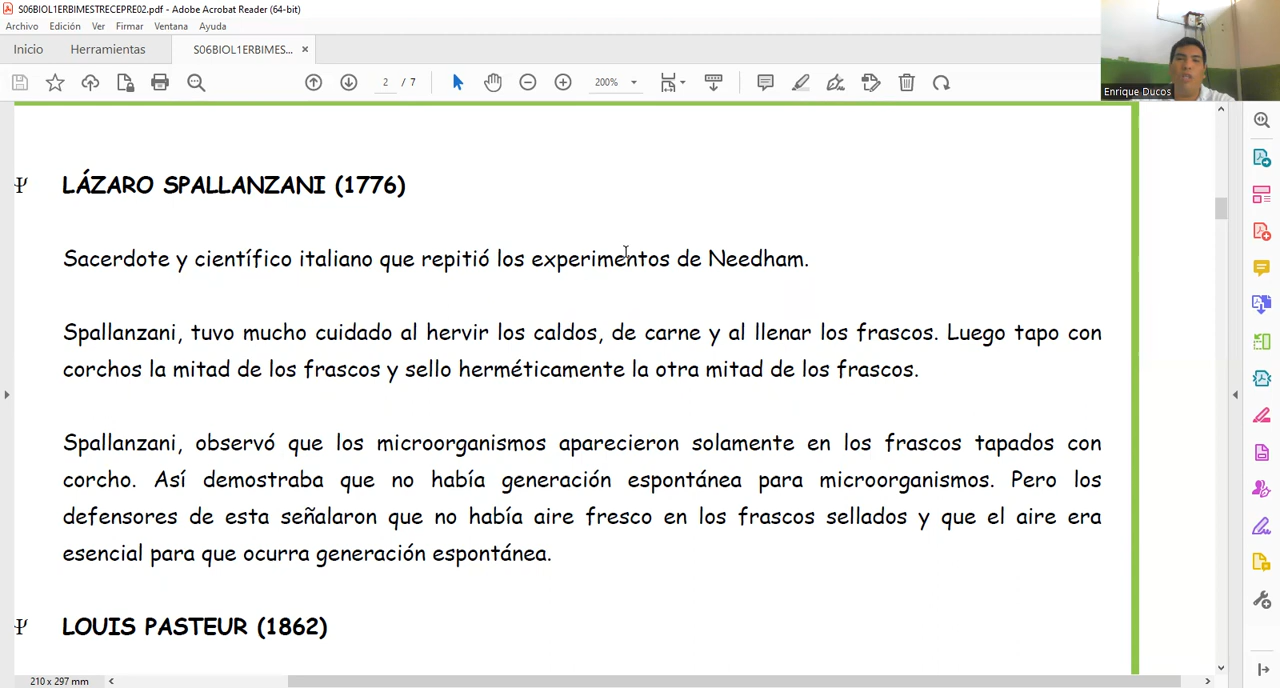 S06BIOL1ERBIMESTRECEPRE02.pdf - Adobe Acrobat Reader (64-bit)
Archivo Edición Ver Firmar Ventana Ayuda
Inicio Herramientas S06BIOL1ERBIMES... ×
2 / 7 200%
Enrique Ducos
Ψ LÁZARO SPALLANZANI (1776)
Sacerdote y científico italiano que repitió los experimentos de Needham.
Spallanzani, tuvo mucho cuidado al hervir los caldos, de carne y al llenar los frascos. Luego tapo con
corchos la mitad de los frascos y sello herméticamente la otra mitad de los frascos.
Spallanzani, observó que los microorganismos aparecieron solamente en los frascos tapados con
corcho. Así demostraba que no había generación espontánea para microorganismos. Pero los
defensores de esta señalaron que no había aire fresco en los frascos sellados y que el aire era
esencial para que ocurra generación espontánea.
Ψ LOUIS PASTEUR (1862)
210 x 297 mm